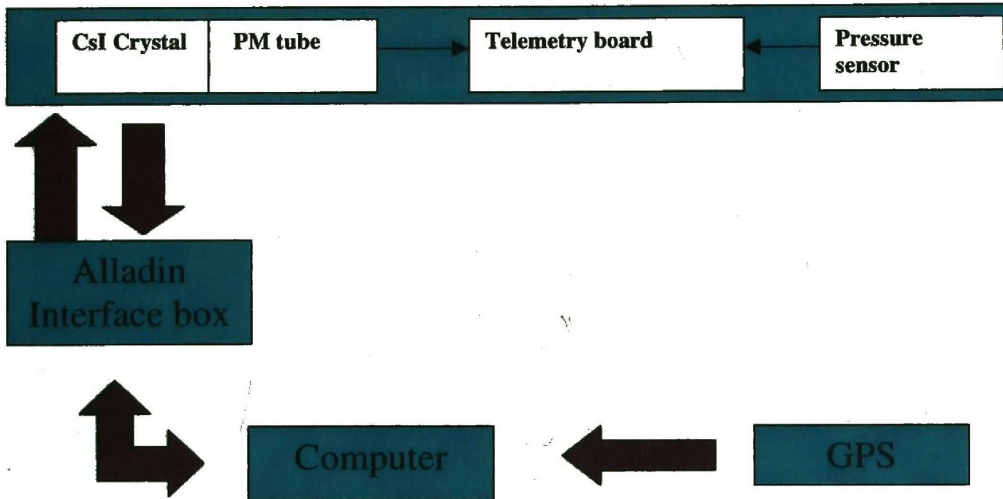 CsI Crystal
PM tube
Telemetry board
Pressure
sensor
Alladin
Interface box
Computer
GPS